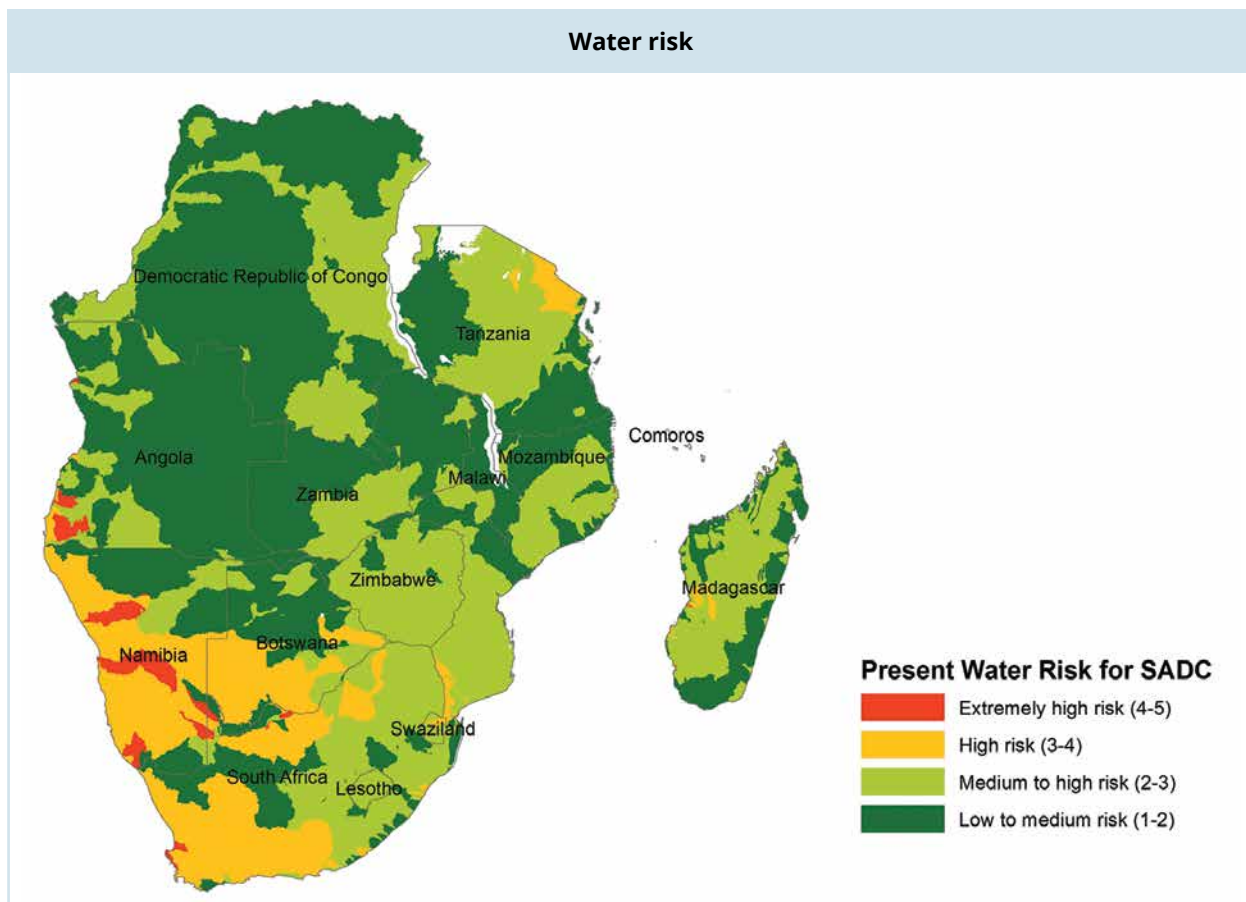 Water risk
Democratic Republic of Congo
Tanzania
Comoros
Angola
Mozambique
Malawi
Zambia
Zimbabwe
Madagascar
Botswana
Namibia
Swaziland
South Africa
Lesotho
Present Water Risk for SADC
Extremely high risk (4-5)
High risk (3-4)
Medium to high risk (2-3)
Low to medium risk (1-2)